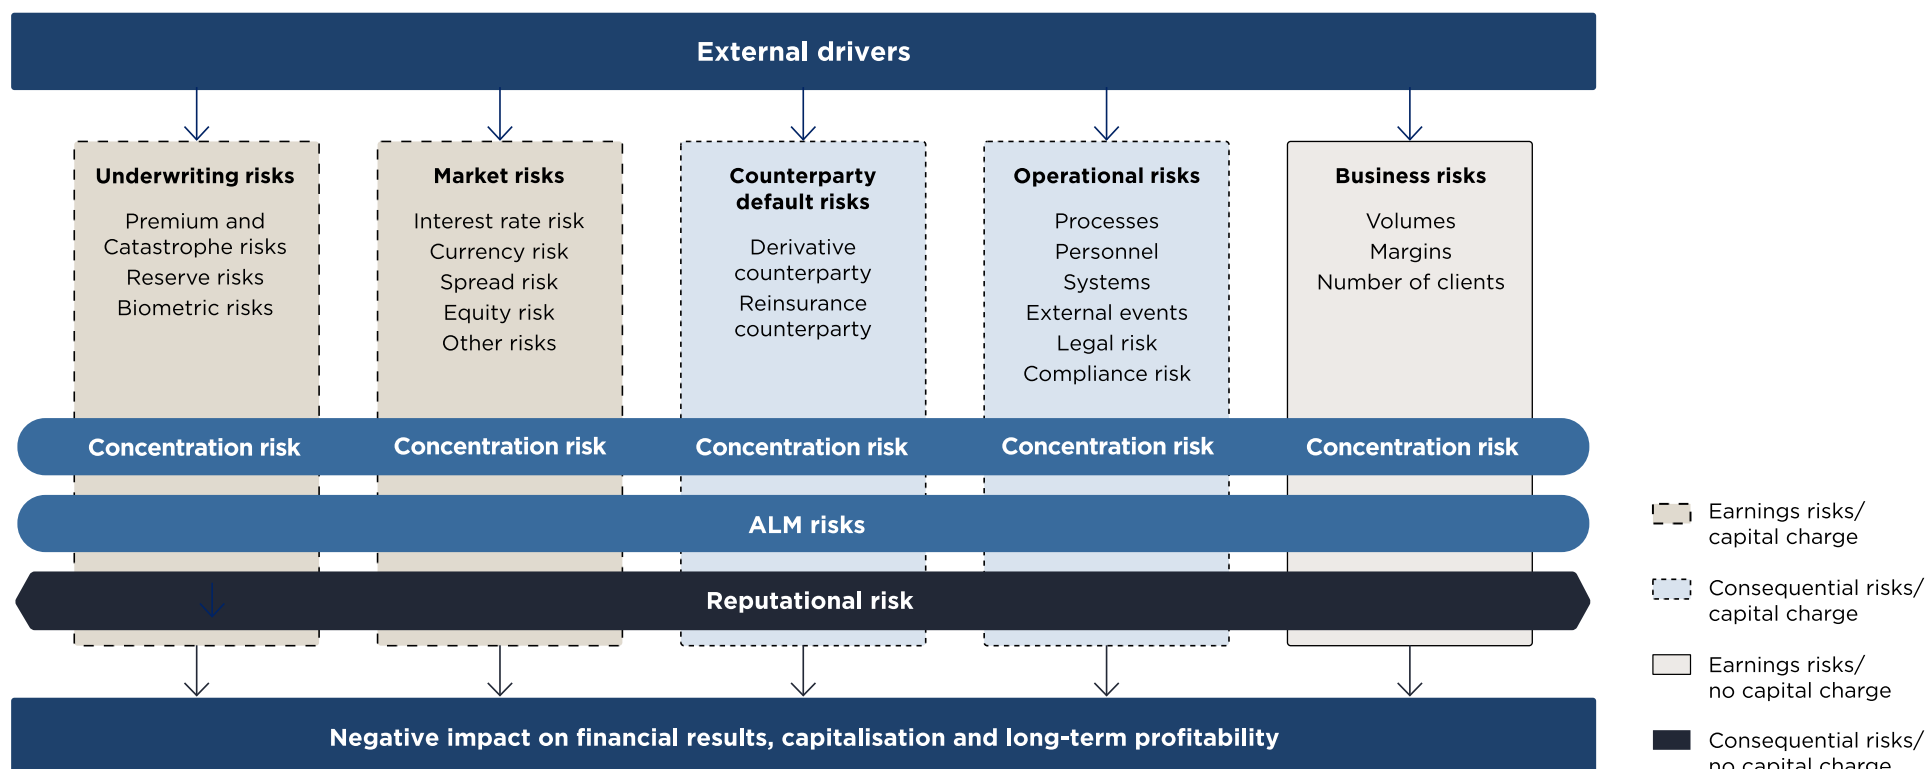 External drivers
Underwriting risks
Premium and
Catastrophe risks
Reserve risks
Biometric risks
Market risks
Interest rate risk
Currency risk
Spread risk
Equity risk
Other risks
Counterparty
default risks
Derivative
counterparty
Reinsurance
counterparty
Operational risks
Processes
Personnel
Systems
External events
Legal risk
Compliance risk
Business risks
Volumes
Margins
Number of clients
Concentration risk
Concentration risk
Concentration risk
Concentration risk
Concentration risk
ALM risks
Reputational risk
Negative impact on financial results, capitalisation and long-term profitability
Earnings risks/
capital charge
Consequential risks/
capital charge
Earnings risks/
no capital charge
Consequential risks/
no capital charge